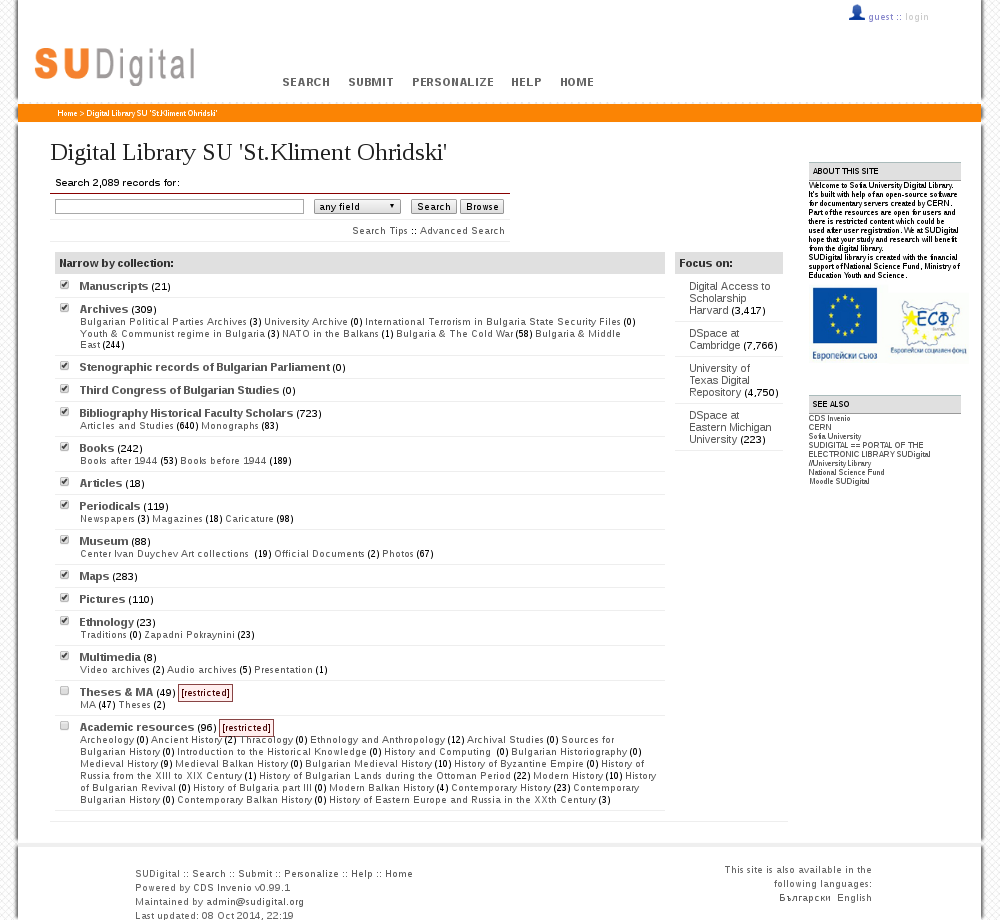 guest :: login
SUDigital
SEARCH SUBMIT PERSONALIZE HELP HOME
Home > Digital Library SU 'St.Kliment Ohridski'
Digital Library SU 'St.Kliment Ohridski'
Search 2,089 records for:
any field Search Browse
Search Tips :: Advanced Search
Narrow by collection:
Manuscripts (21)
Archives (309)
Bulgarian Political Parties Archives (3) University Archive (0) International Terrorism in Bulgaria State Security Files (0)
Youth & Communist regime in Bulgaria (3) NATO in the Balkans (1) Bulgaria & The Cold War (58) Bulgaria & Middle
East (244)
Stenographic records of Bulgarian Parliament (0)
Third Congress of Bulgarian Studies (0)
Bibliography Historical Faculty Scholars (723)
Articles and Studies (640) Monographs (83)
Books (242)
Books after 1944 (53) Books before 1944 (189)
Articles (18)
Periodicals (119)
Newspapers (3) Magazines (18) Caricature (98)
Museum (88)
Center Ivan Duychev Art collections (19) Official Documents (2) Photos (67)
Maps (283)
Pictures (110)
Ethnology (23)
Traditions (0) Zapadni Pokraynini (23)
Multimedia (8)
Video archives (2) Audio archives (5) Presentation (1)
Theses & MA (49) [restricted]
MA (47) Theses (2)
Academic resources (96) [restricted]
Archeology (0) Ancient History (2) Thracology (0) Ethnology and Anthropology (12) Archival Studies (0) Sources for
Bulgarian History (0) Introduction to the Historical Knowledge (0) History and Computing (0) Bulgarian Historiography (0)
Medieval History (9) Medieval Balkan History (0) Bulgarian Medieval History (10) History of Byzantine Empire (0) History of
Russia from the XIII to XIX Century (1) History of Bulgarian Lands during the Ottoman Period (22) Modern History (10) History
of Bulgarian Revival (0) History of Bulgaria part III (0) Modern Balkan History (4) Contemporary History (23) Contemporary
Bulgarian History (0) Contemporary Balkan History (0) History of Eastern Europe and Russia in the XXth Century (3)
Focus on:
Digital Access to
Scholarship
Harvard (3,417)
DSpace at
Cambridge (7,766)
University of
Texas Digital
Repository (4,750)
DSpace at
Eastern Michigan
University (223)
ABOUT THIS SITE
Welcome to Sofia University Digital Library.
It's built with help of an open-source software
for documentary servers created by CERN.
Part of the resources are open for users and
there is restricted content which could be
used after user registration. We at SUDigital
hope that your study and research will benefit
from the digital library.
SUDigital library is created with the financial
support of National Science Fund, Ministry of
Education Youth and Science.
ЕСФ
Европейски съюз
Европейски социален фонд
SEE ALSO
CDS Invenio
CERN
Sofia University
SUDIGITAL == PORTAL OF THE
ELECTRONIC LIBRARY SUDigital
//University Library
National Science Fund
Moodle SUDigital
SUDigital :: Search :: Submit :: Personalize :: Help :: Home
Powered by CDS Invenio v0.99.1
Maintained by admin@sudigital.org
Last updated: 08 Oct 2014, 22:19
This site is also available in the
following languages:
Български English